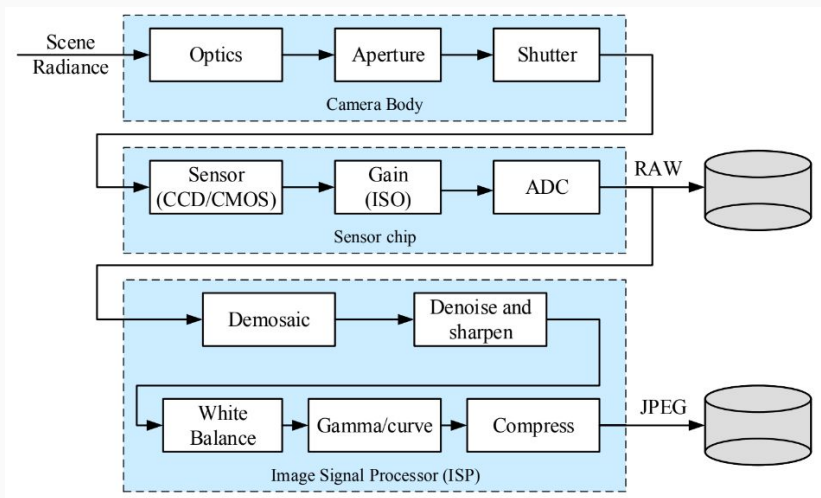 Scene
Radiance
Optics
Aperture
Shutter
Camera Body
Sensor
(CCD/CMOS)
Gain
(ISO)
ADC
RAW
Sensor chip
Demosaic
Denoise and
sharpen
White
Balance
Gamma/curve
Compress
JPEG
Image Signal Processor (ISP)